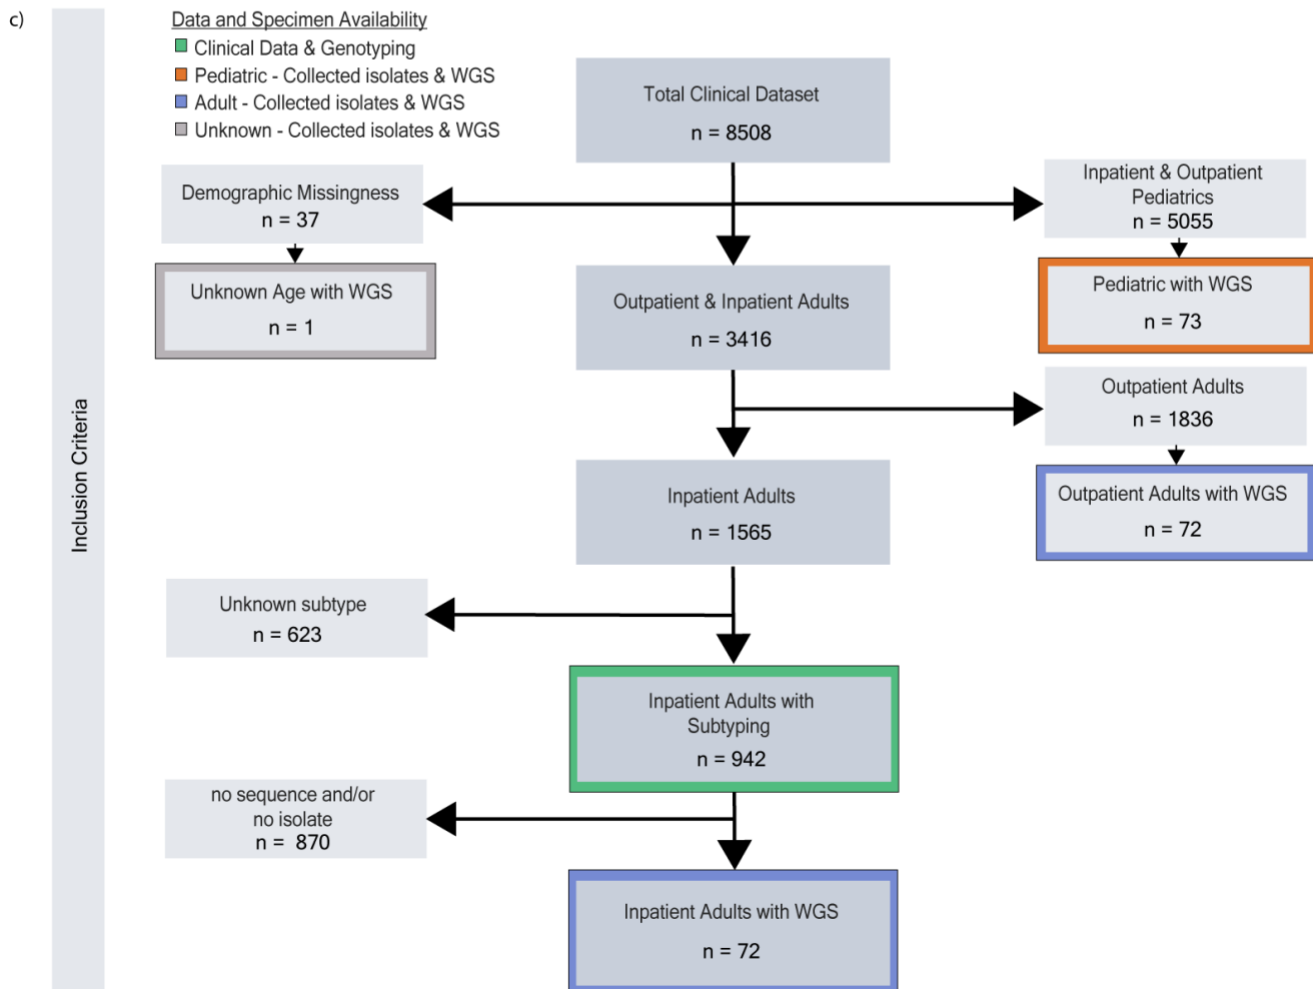 c)
Data and Specimen Availability
Clinical Data & Genotyping
Pediatric - Collected isolates & WGS
Adult - Collected isolates & WGS
Unknown - Collected isolates & WGS
Total Clinical Dataset
n = 8508
Demographic Missingness
n = 37
Inpatient & Outpatient
Pediatrics
n = 5055
Unknown Age with WGS
n = 1
Outpatient & Inpatient Adults
n = 3416
Pediatric with WGS
n = 73
Outpatient Adults
n = 1836
Inclusion Criteria
Inpatient Adults
n = 1565
Outpatient Adults with WGS
n = 72
Unknown subtype
n = 623
Inpatient Adults with
Subtyping
n = 942
no sequence and/or
no isolate
n = 870
Inpatient Adults with WGS
n = 72